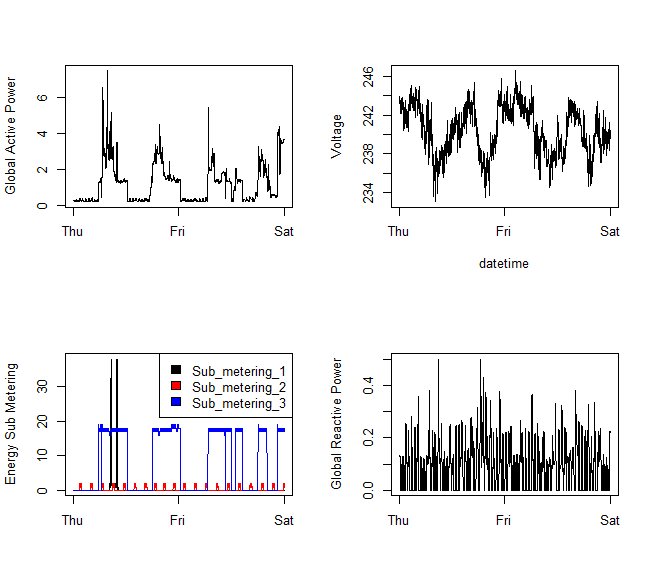 Global Active Power
6
4
2
0
Thu
Fri
Sat
Voltage
246
242
238
234
Thu
Fri
Sat
datetime
Energy Sub Metering
30
20
10
0
Thu
Fri
Sat
Sub_metering_1
Sub_metering_2
Sub_metering_3
Global Reactive Power
0.4
0.2
0.0
Thu
Fri
Sat